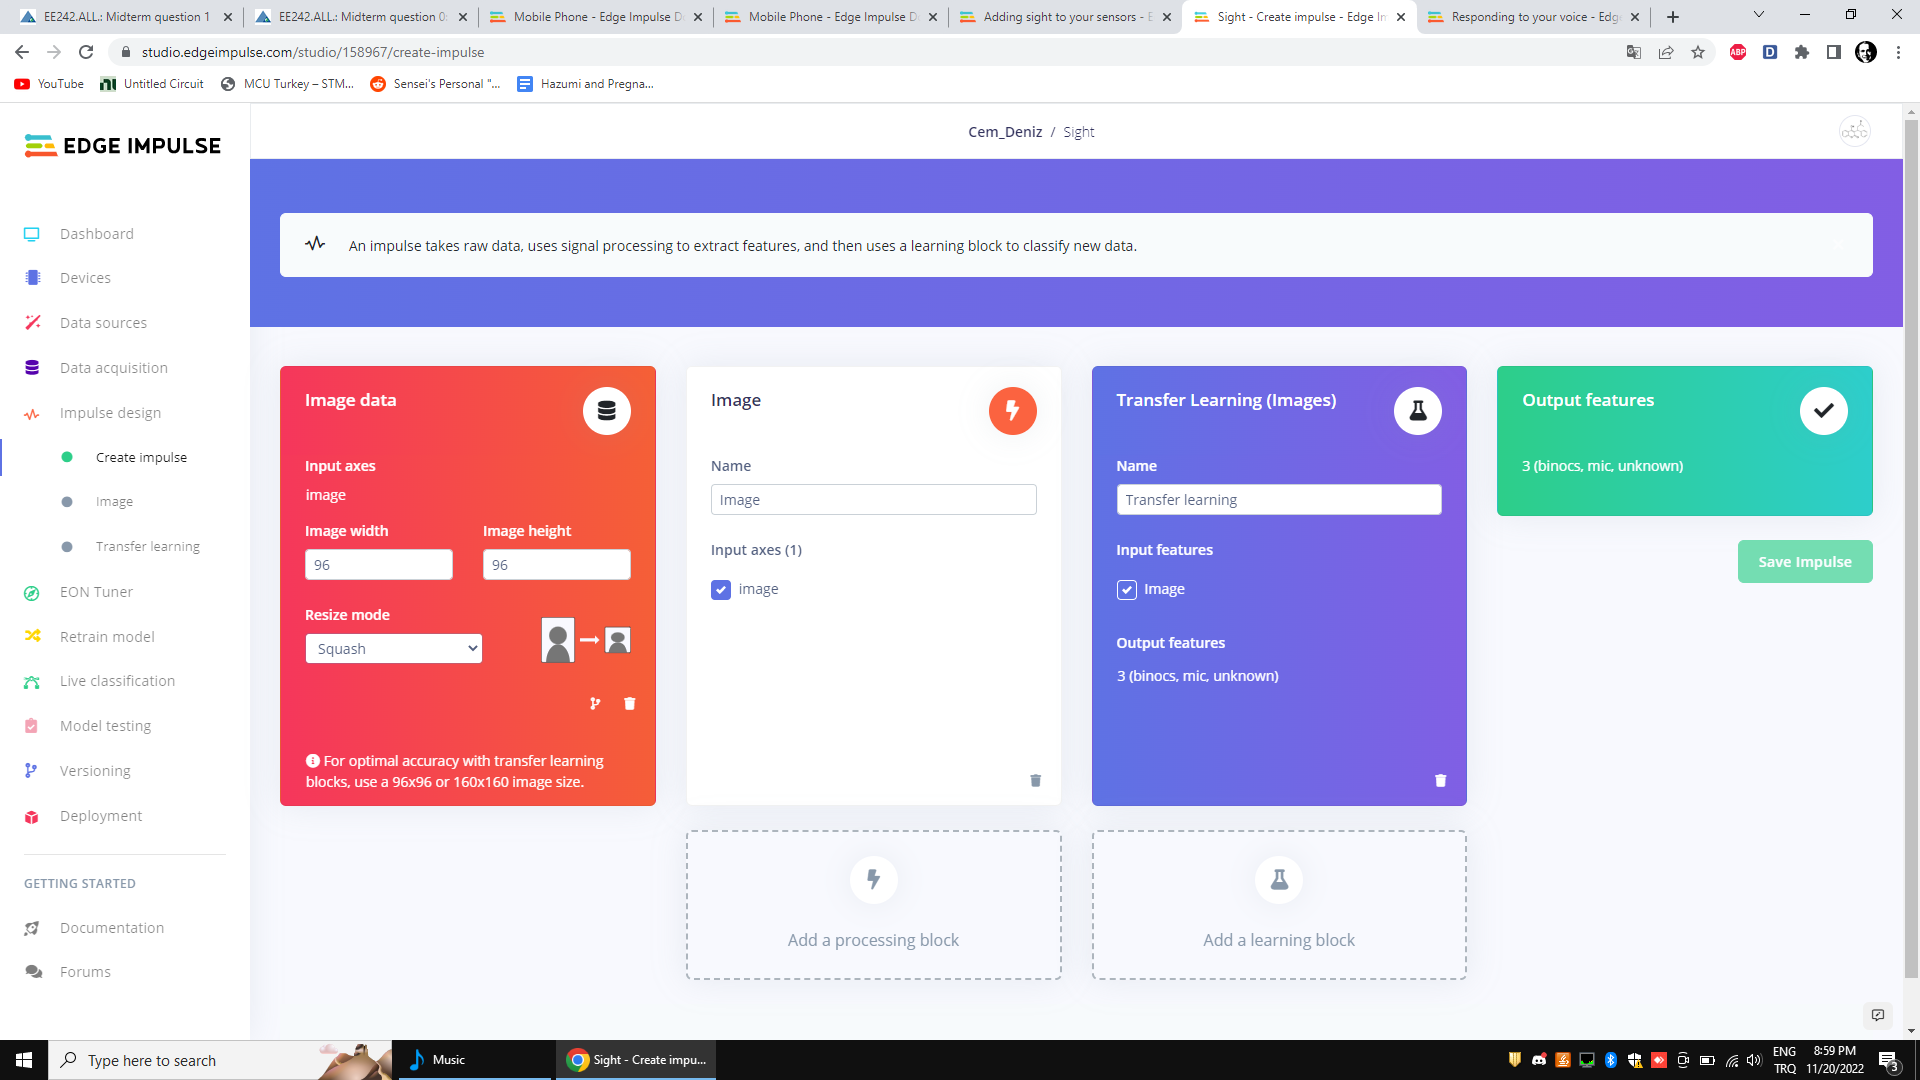 EE242.ALL.: Midterm question 1
EE242.ALL.: Midterm question 0
Mobile Phone - Edge Impulse D
Mobile Phone - Edge Impulse D
Adding sight to your sensors - E
Sight - Create impulse - Edge In
Responding to your voice - Edg
studio.edgeimpulse.com/studio/158967/create-impulse
ABP
D
YouTube
Untitled Circuit
MCU Turkey – STM...
Sensei's Personal "...
Hazumi and Pregna...
EDGE IMPULSE
Cem_Deniz / Sight
An impulse takes raw data, uses signal processing to extract features, and then uses a learning block to classify new data.
Dashboard
Devices
Data sources
Data acquisition
Impulse design
Create impulse
Image
Transfer learning
EON Tuner
Retrain model
Live classification
Model testing
Versioning
Deployment
GETTING STARTED
Documentation
Forums
Image data
Input axes
image
Image width
Image height
96
96
Resize mode
Squash
For optimal accuracy with transfer learning
blocks, use a 96x96 or 160x160 image size.
Image
Name
Image
Input axes (1)
image
Add a processing block
Transfer Learning (Images)
Name
Transfer learning
Input features
Image
Output features
3 (binocs, mic, unknown)
Add a learning block
Output features
3 (binocs, mic, unknown)
Save Impulse
Type here to search
Music
Sight - Create impu...
ENG
TRQ
8:59 PM
11/20/2022
3